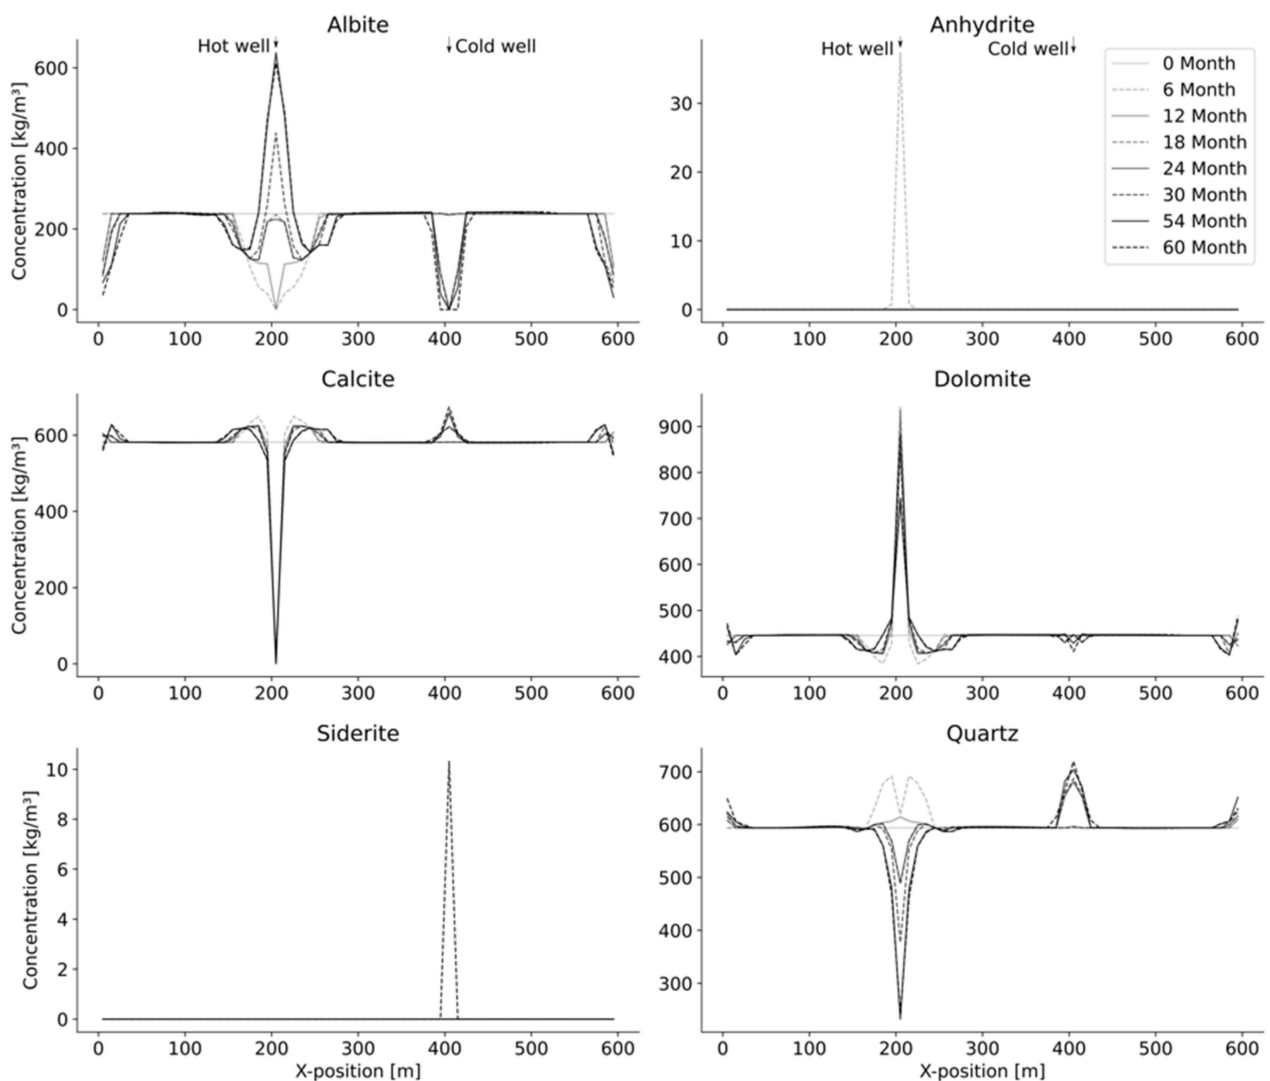 Albite
Hot well
Cold well
Concentration [kg/m³]
600
400
200
0
0 100 200 300 400 500 600
Anhydrite
Hot well
Cold well
0 Month
6 Month
12 Month
18 Month
24 Month
30 Month
54 Month
60 Month
30
20
10
0
0 100 200 300 400 500 600
Calcite
Concentration [kg/m³]
600
400
200
0
0 100 200 300 400 500 600
Dolomite
900
800
700
600
500
400
0 100 200 300 400 500 600
Siderite
Concentration [kg/m³]
10
8
6
4
2
0
0 100 200 300 400 500 600
X-position [m]
Quartz
700
600
500
400
300
0 100 200 300 400 500 600
X-position [m]